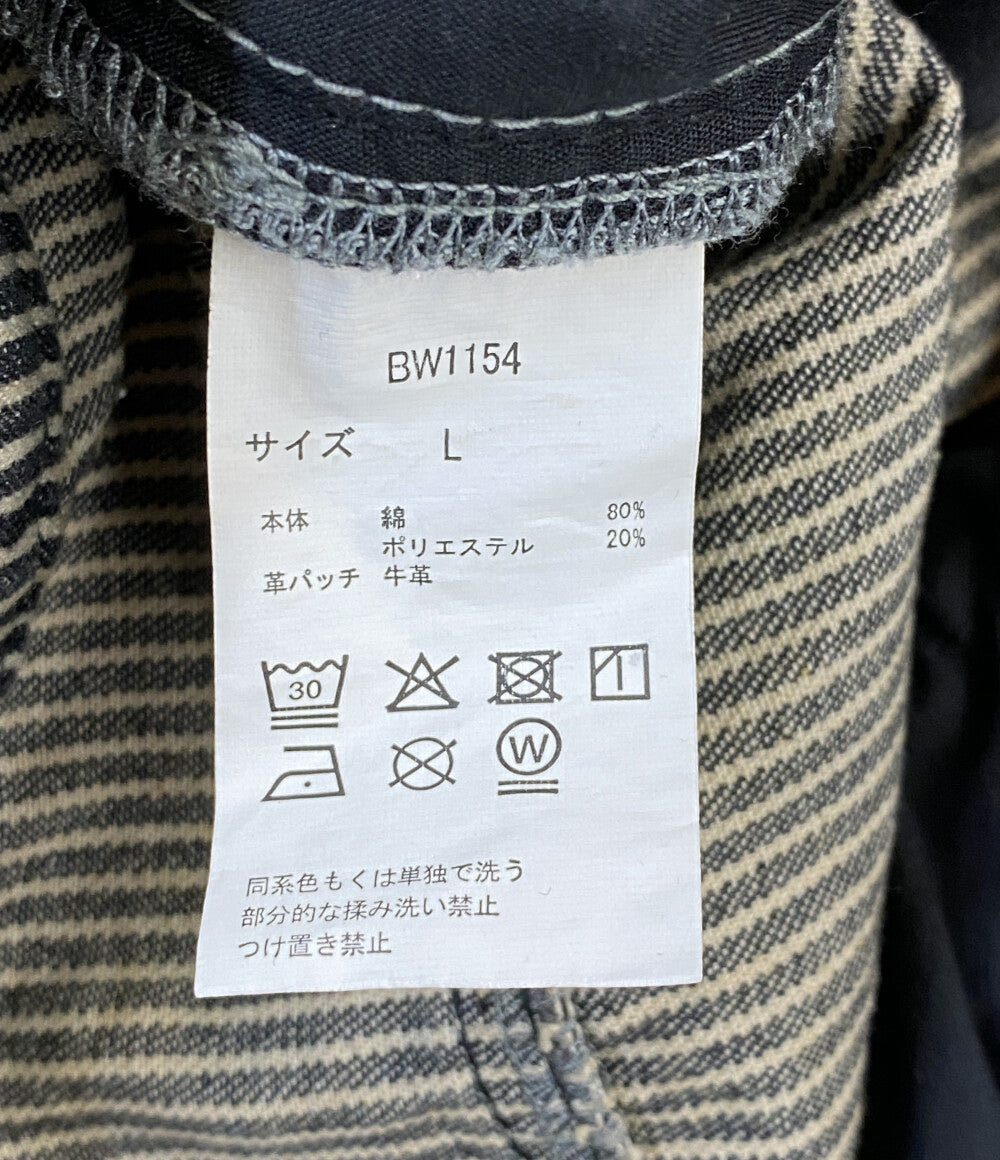 BW1154
サイズ L
本体 綿 80%
ポリエステル 20%
革パッチ 牛革
30
W
同系色もくは単独で洗う
部分的な揉み洗い禁止
つけ置き禁止